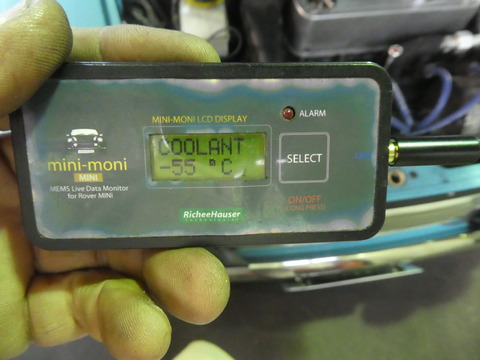 MINI-MONI LCD DISPLAY
ALARM
COOLANT
-55 °C
SELECT
mini-moni
MINI
MEMS Live Data Monitor
for Rover MINI
RicheeHauser
ON/OFF
(LONG PRESS)